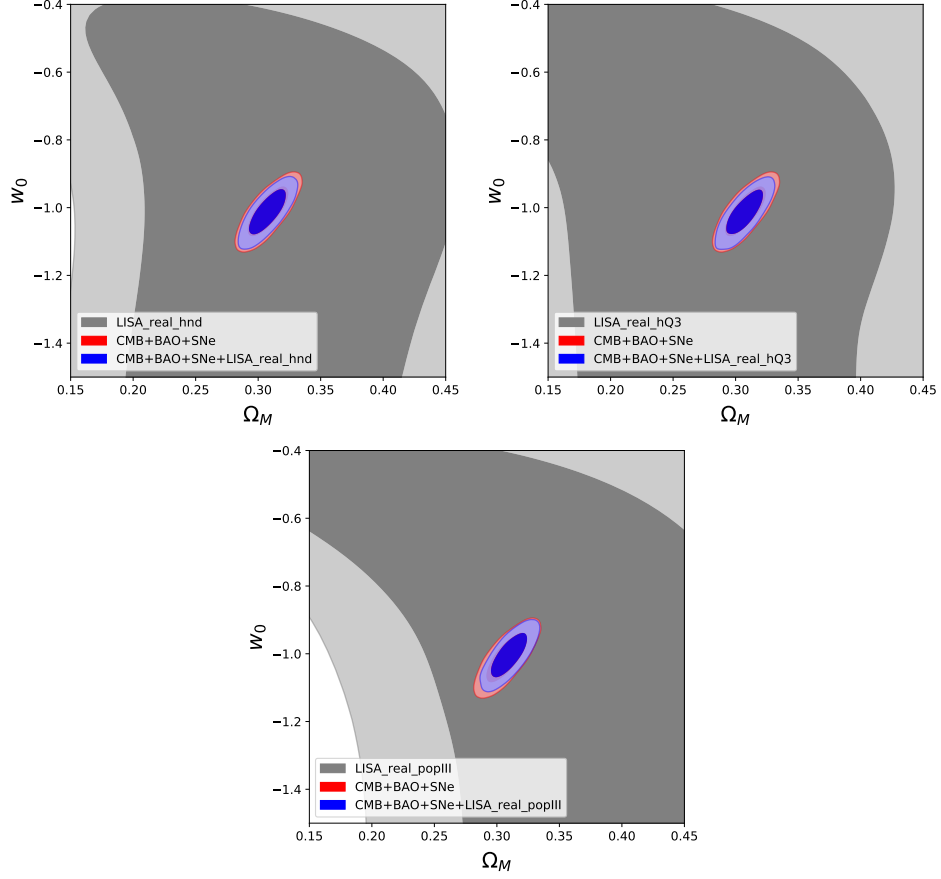 −0.4
−0.6
−0.8
−1.0
−1.2
−1.4
w0
LISA_real_hnd
CMB+BAO+SNe
CMB+BAO+SNe+LISA_real_hnd
0.15 0.20 0.25 0.30 0.35 0.40 0.45
ΩM
−0.4
−0.6
−0.8
−1.0
−1.2
−1.4
w0
LISA_real_hQ3
CMB+BAO+SNe
CMB+BAO+SNe+LISA_real_hQ3
0.15 0.20 0.25 0.30 0.35 0.40 0.45
ΩM
−0.4
−0.6
−0.8
−1.0
−1.2
−1.4
w0
LISA_real_popIII
CMB+BAO+SNe
CMB+BAO+SNe+LISA_real_popIII
0.15 0.20 0.25 0.30 0.35 0.40 0.45
ΩM